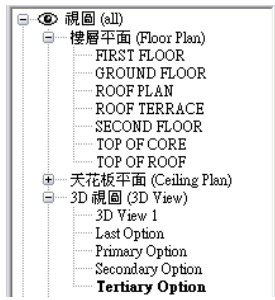 視圖 (all)
樓層平面 (Floor Plan)
FIRST FLOOR
GROUND FLOOR
ROOF PLAN
ROOF TERRACE
SECOND FLOOR
TOP OF CORE
TOP OF ROOF
天花板平面 (Ceiling Plan)
3D 視圖 (3D View)
3D View 1
Last Option
Primary Option
Secondary Option
Tertiary Option